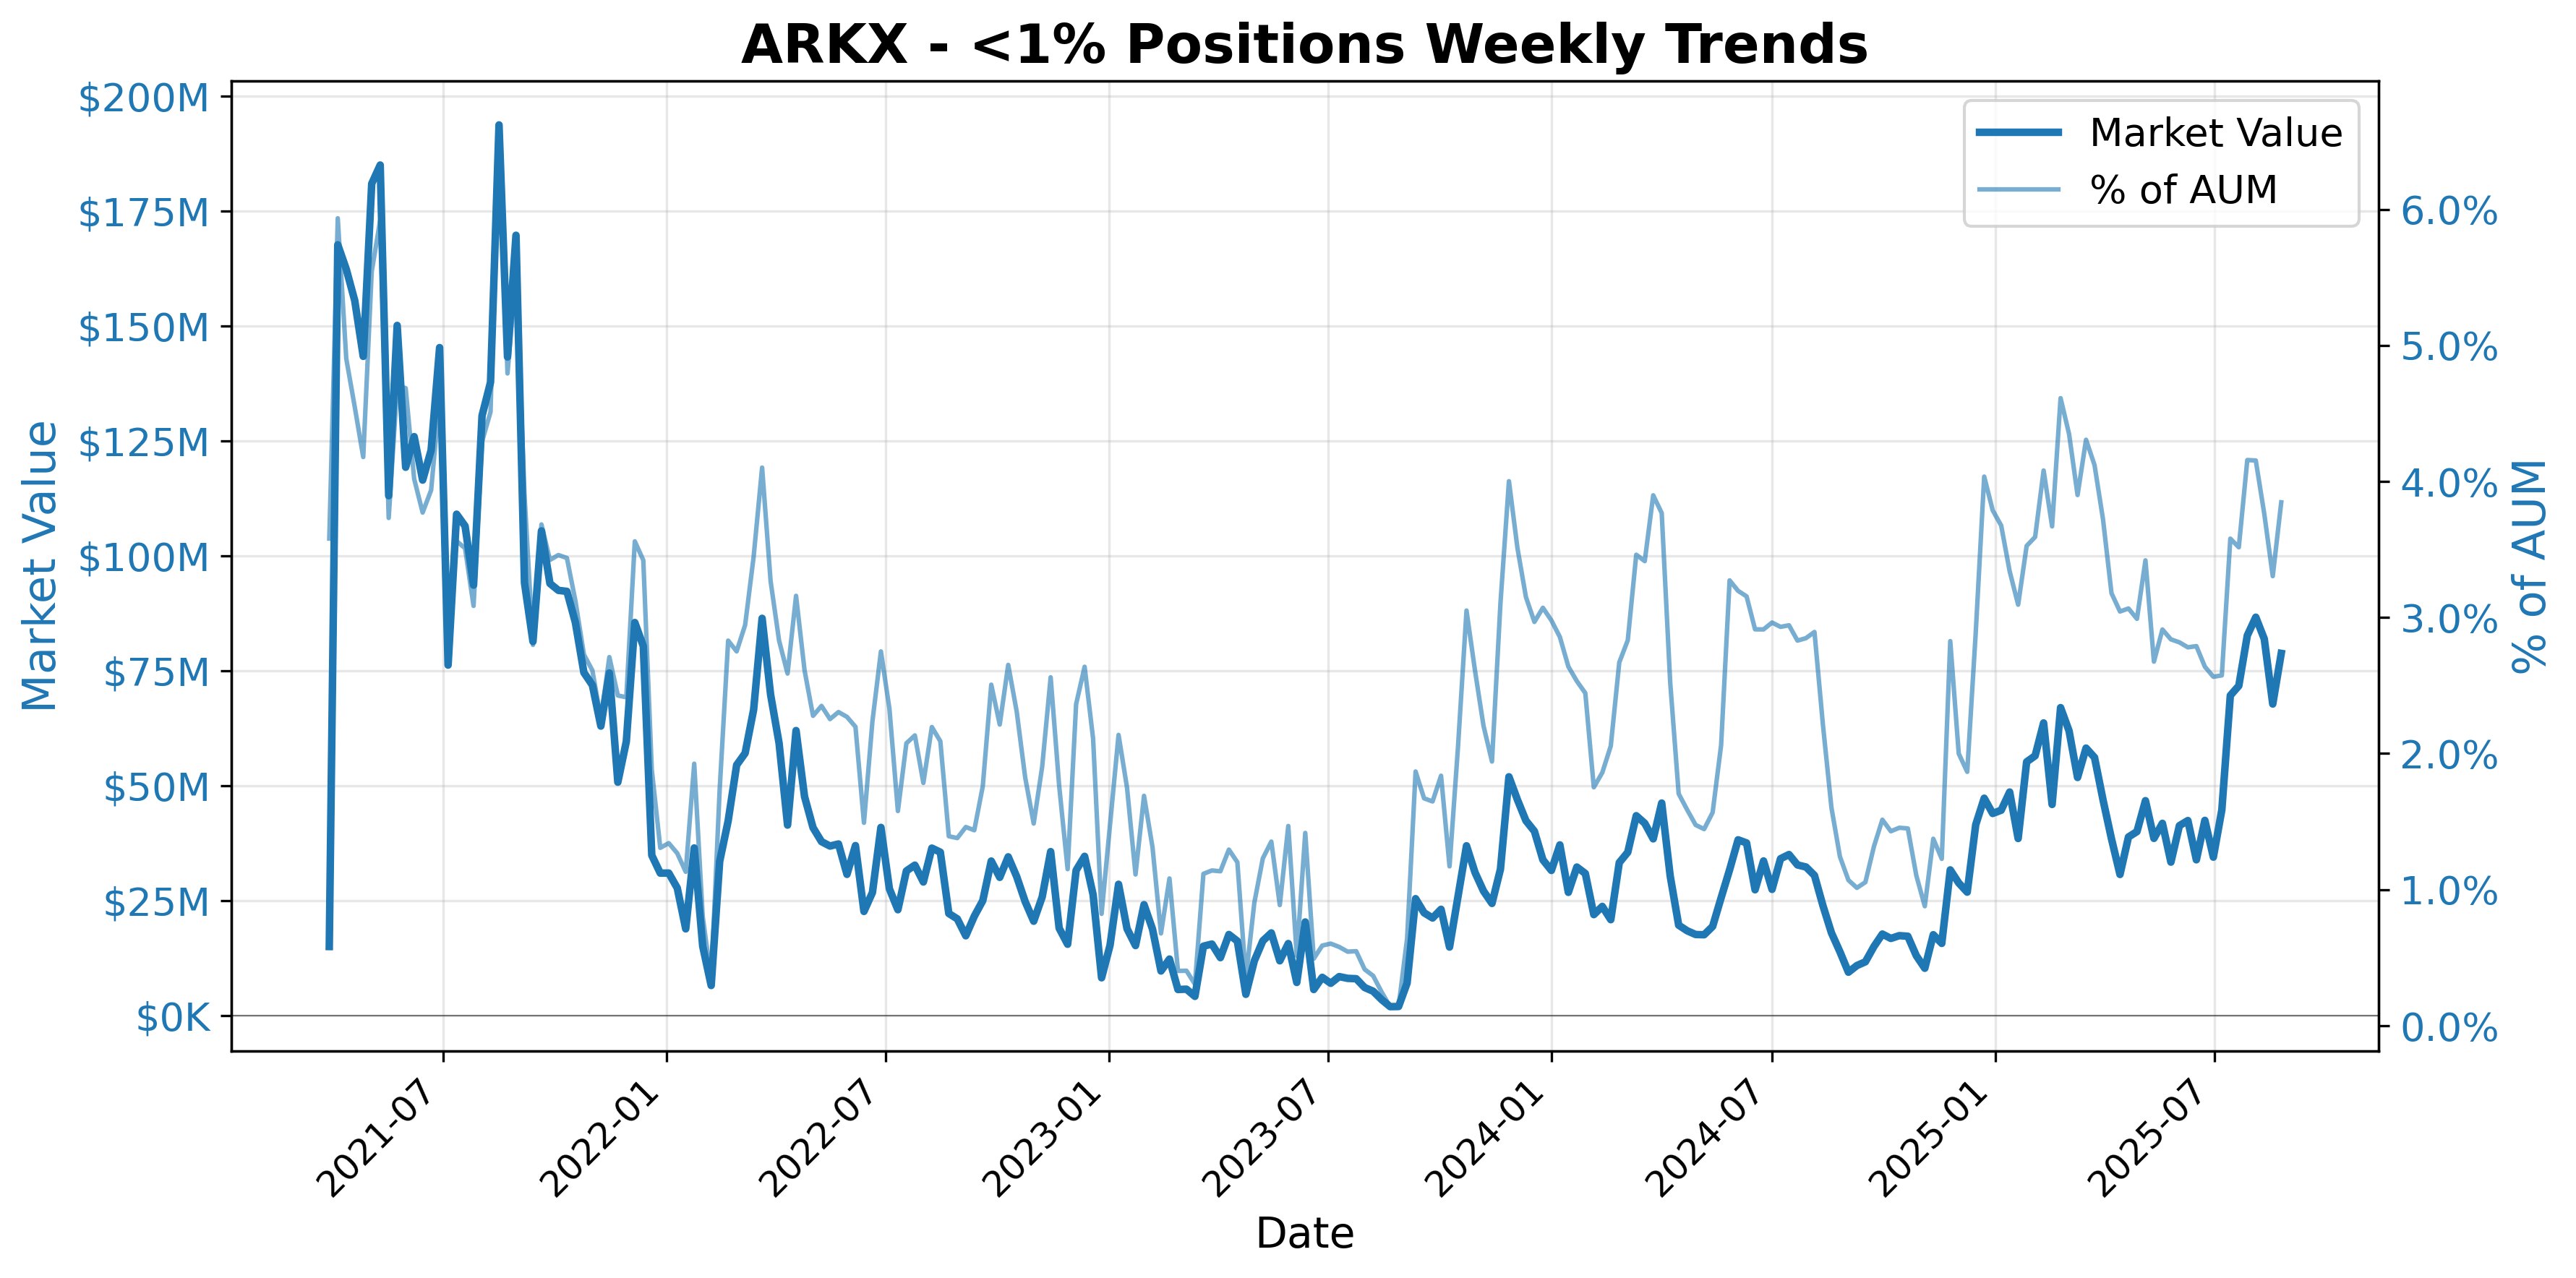 ARKX - <1% Positions Weekly Trends
Market Value
% of AUM
$200M
$175M
$150M
$125M
$100M
$75M
$50M
$25M
$0K
Market Value
6.0%
5.0%
4.0%
3.0%
2.0%
1.0%
0.0%
% of AUM
2021-07
2022-01
2022-07
2023-01
2023-07
2024-01
2024-07
2025-01
2025-07
Date